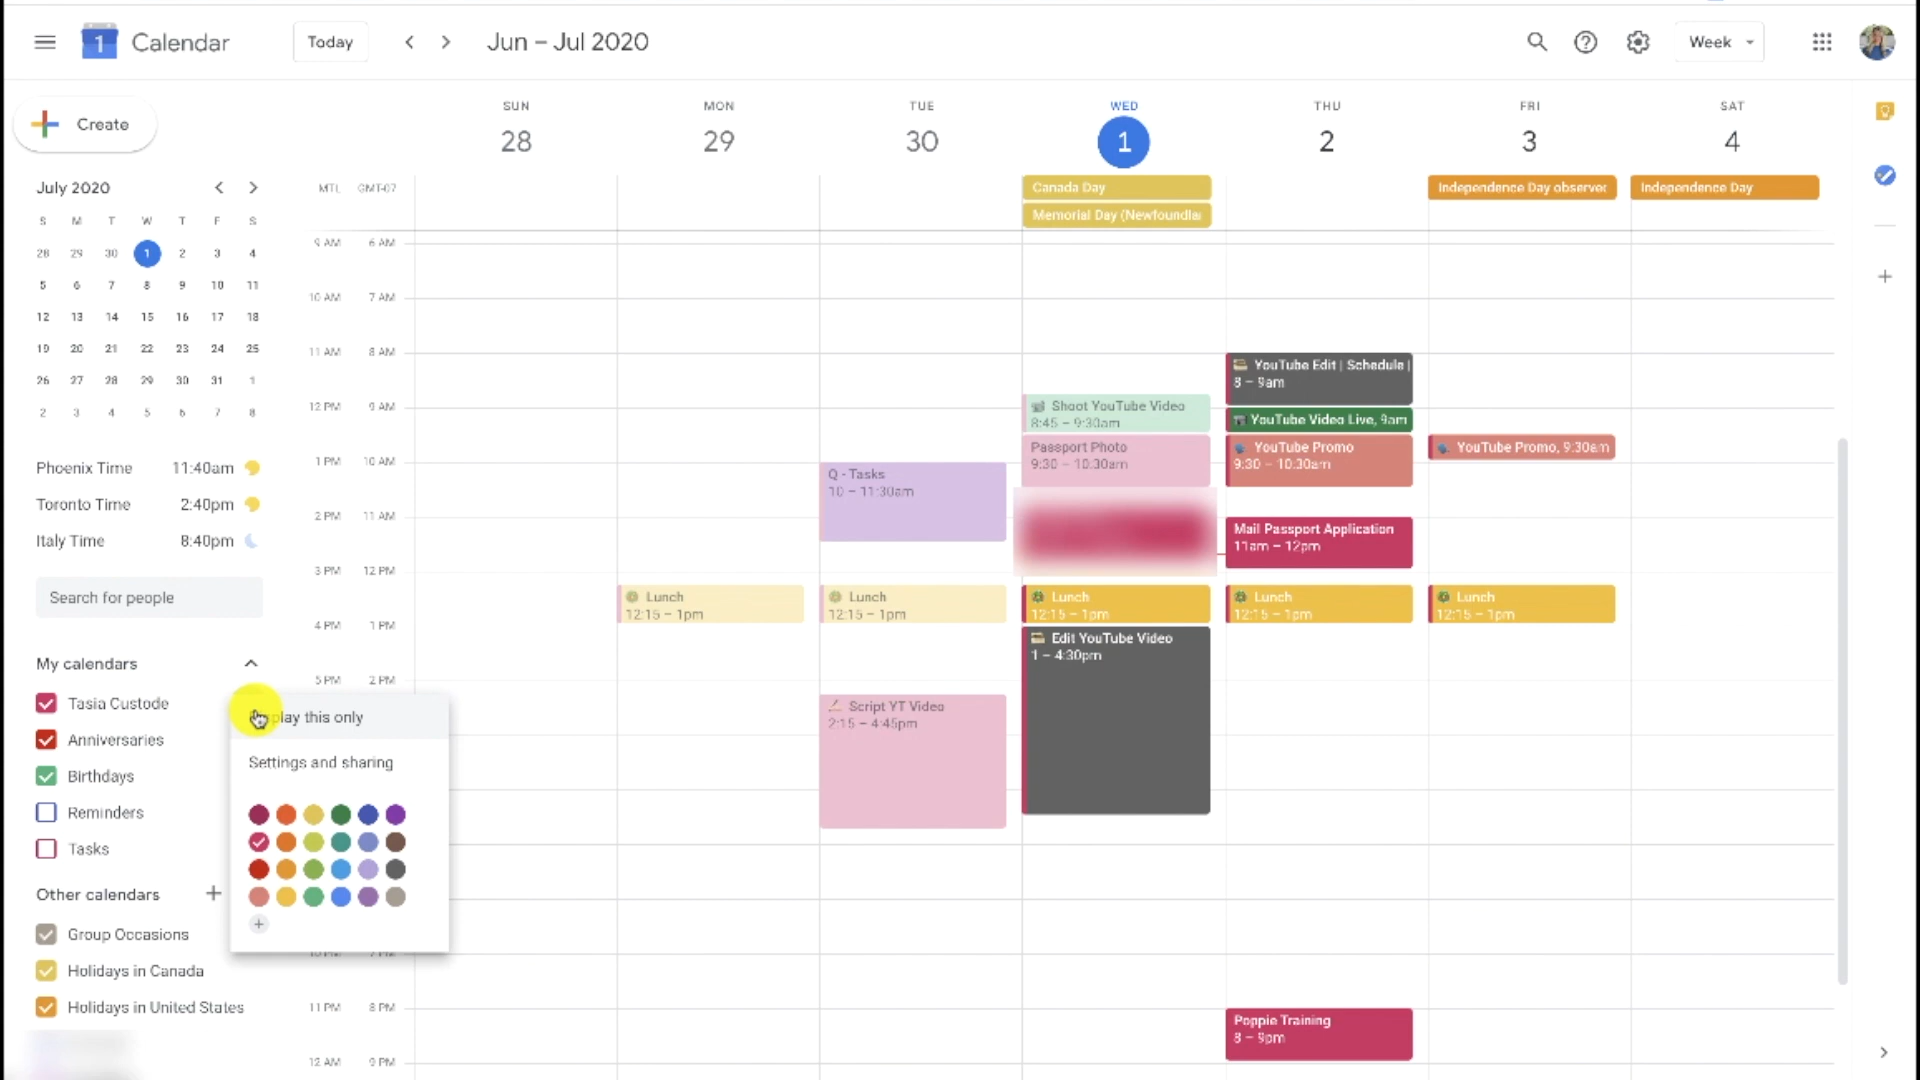 1 Calendar Today Jun – Jul 2020 Week
Create
SUN MON TUE WED THU FRI SAT
28 29 30 1 2 3 4
July 2020
MTL GMT-07
Canada Day
Independence Day observed
Independence Day
Memorial Day (Newfoundla
S M T W T F S
28 29 30 1 2 3 4
5 6 7 8 9 10 11
12 13 14 15 16 17 18
19 20 21 22 23 24 25
26 27 28 29 30 31 1
2 3 4 5 6 7 8
9 AM 6 AM
10 AM 7 AM
11 AM 8 AM
12 PM 9 AM
1 PM 10 AM
2 PM 11 AM
3 PM 12 PM
4 PM 1 PM
5 PM 2 PM
11 PM 8 PM
12 AM 9 PM
Phoenix Time 11:40am
Toronto Time 2:40pm
Italy Time 8:40pm
Search for people
My calendars
Tasia Custode
Anniversaries
Birthdays
Reminders
Tasks
Other calendars
Group Occasions
Holidays in Canada
Holidays in United States
play this only
Settings and sharing
Lunch
12:15 – 1pm
Q - Tasks
10 – 11:30am
Lunch
12:15 – 1pm
Script YT Video
2:15 – 4:45pm
Shoot YouTube Video
8:45 – 9:30am
Passport Photo
9:30 – 10:30am
Lunch
12:15 – 1pm
Edit YouTube Video
1 – 4:30pm
YouTube Edit | Schedule |
8 – 9am
YouTube Video Live, 9am
YouTube Promo
9:30 – 10:30am
Mail Passport Application
11am – 12pm
Lunch
12:15 – 1pm
Poppie Training
8 – 9pm
YouTube Promo, 9:30am
Lunch
12:15 – 1pm